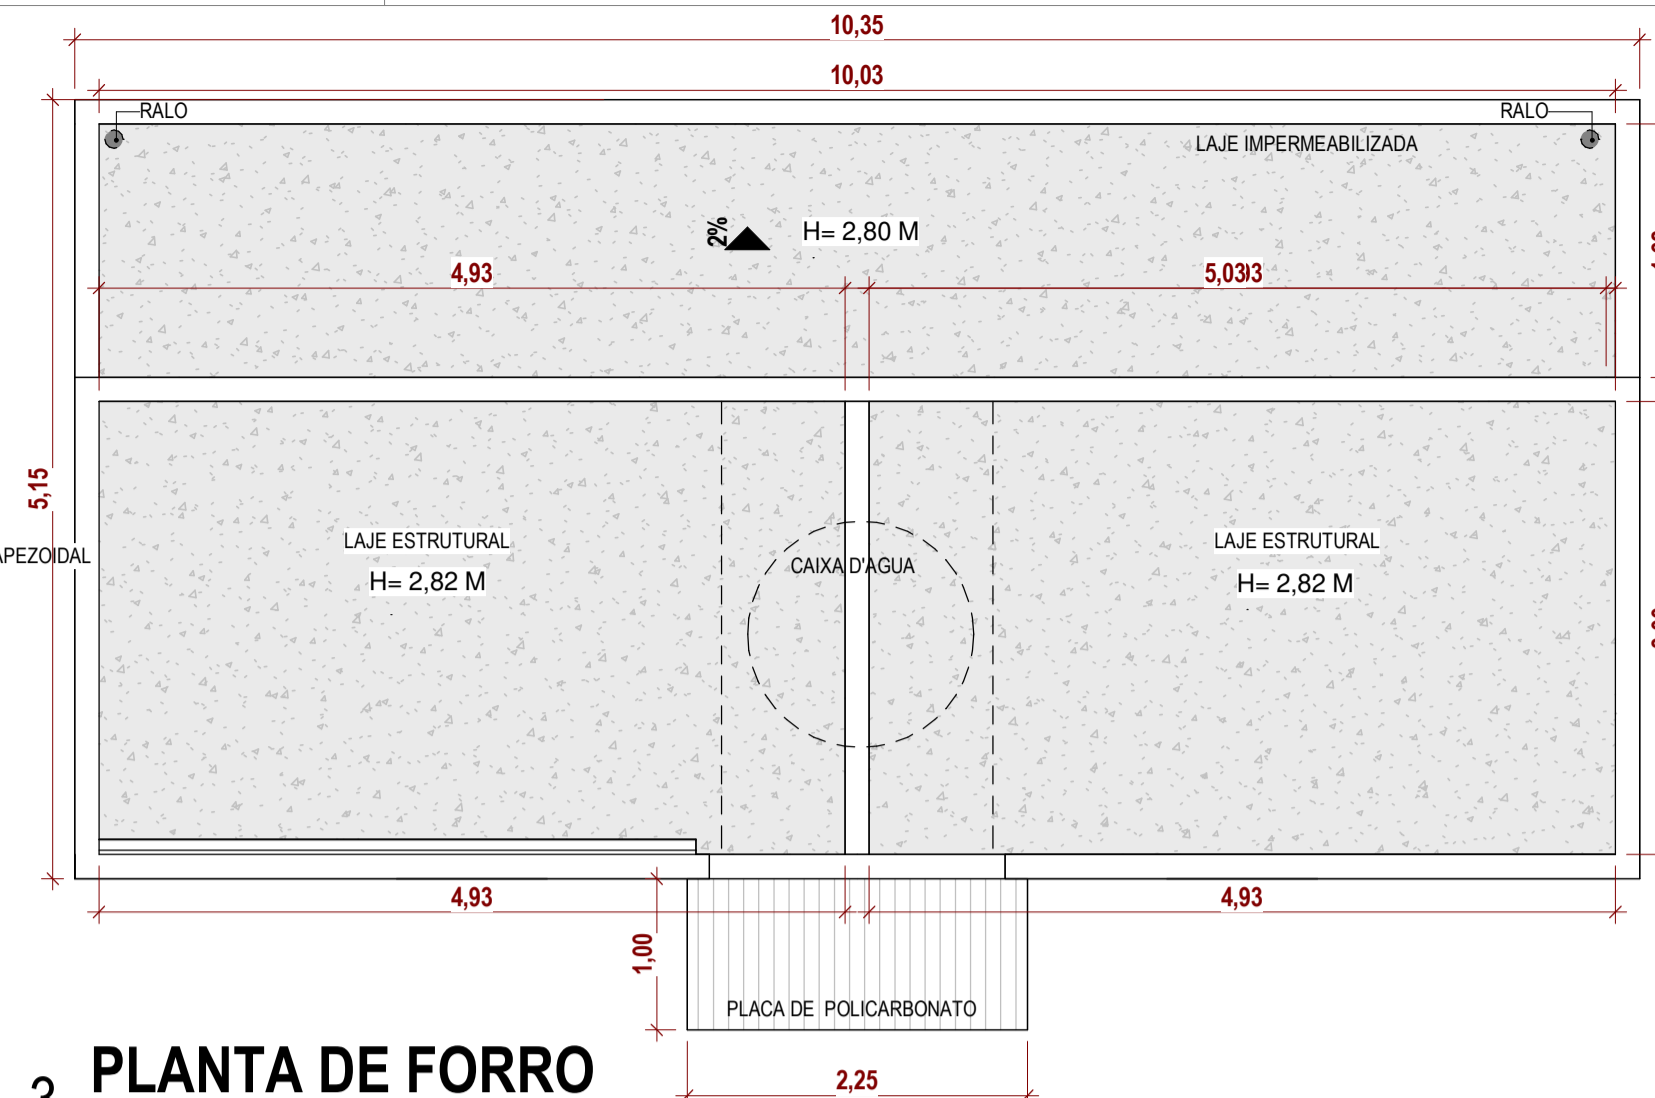 10,35
10,03
RALO
RALO
LAJE IMPERMEABILIZADA
2%
H= 2,80 M
4,93
5,03
5,15
LAJE ESTRUTURAL
H= 2,82 M
CAIXA D'AGUA
LAJE ESTRUTURAL
H= 2,82 M
APEZOIDAL
4,93
4,93
1,00
PLACA DE POLICARBONATO
PLANTA DE FORRO
2,25